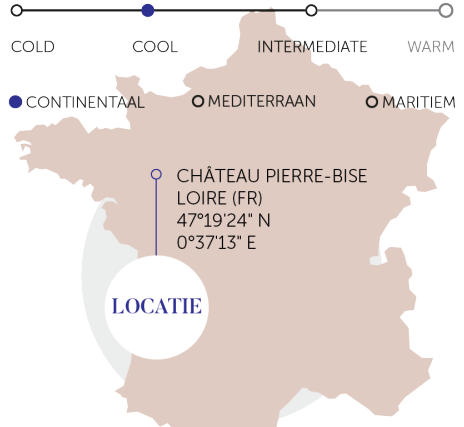 COLD COOL INTERMEDIATE WARM
CONTINENTAAL MEDITERRAAN MARITIEM
CHÂTEAU PIERRE-BISE
LOIRE (FR)
47°19'24" N
0°37'13" E
LOCATIE